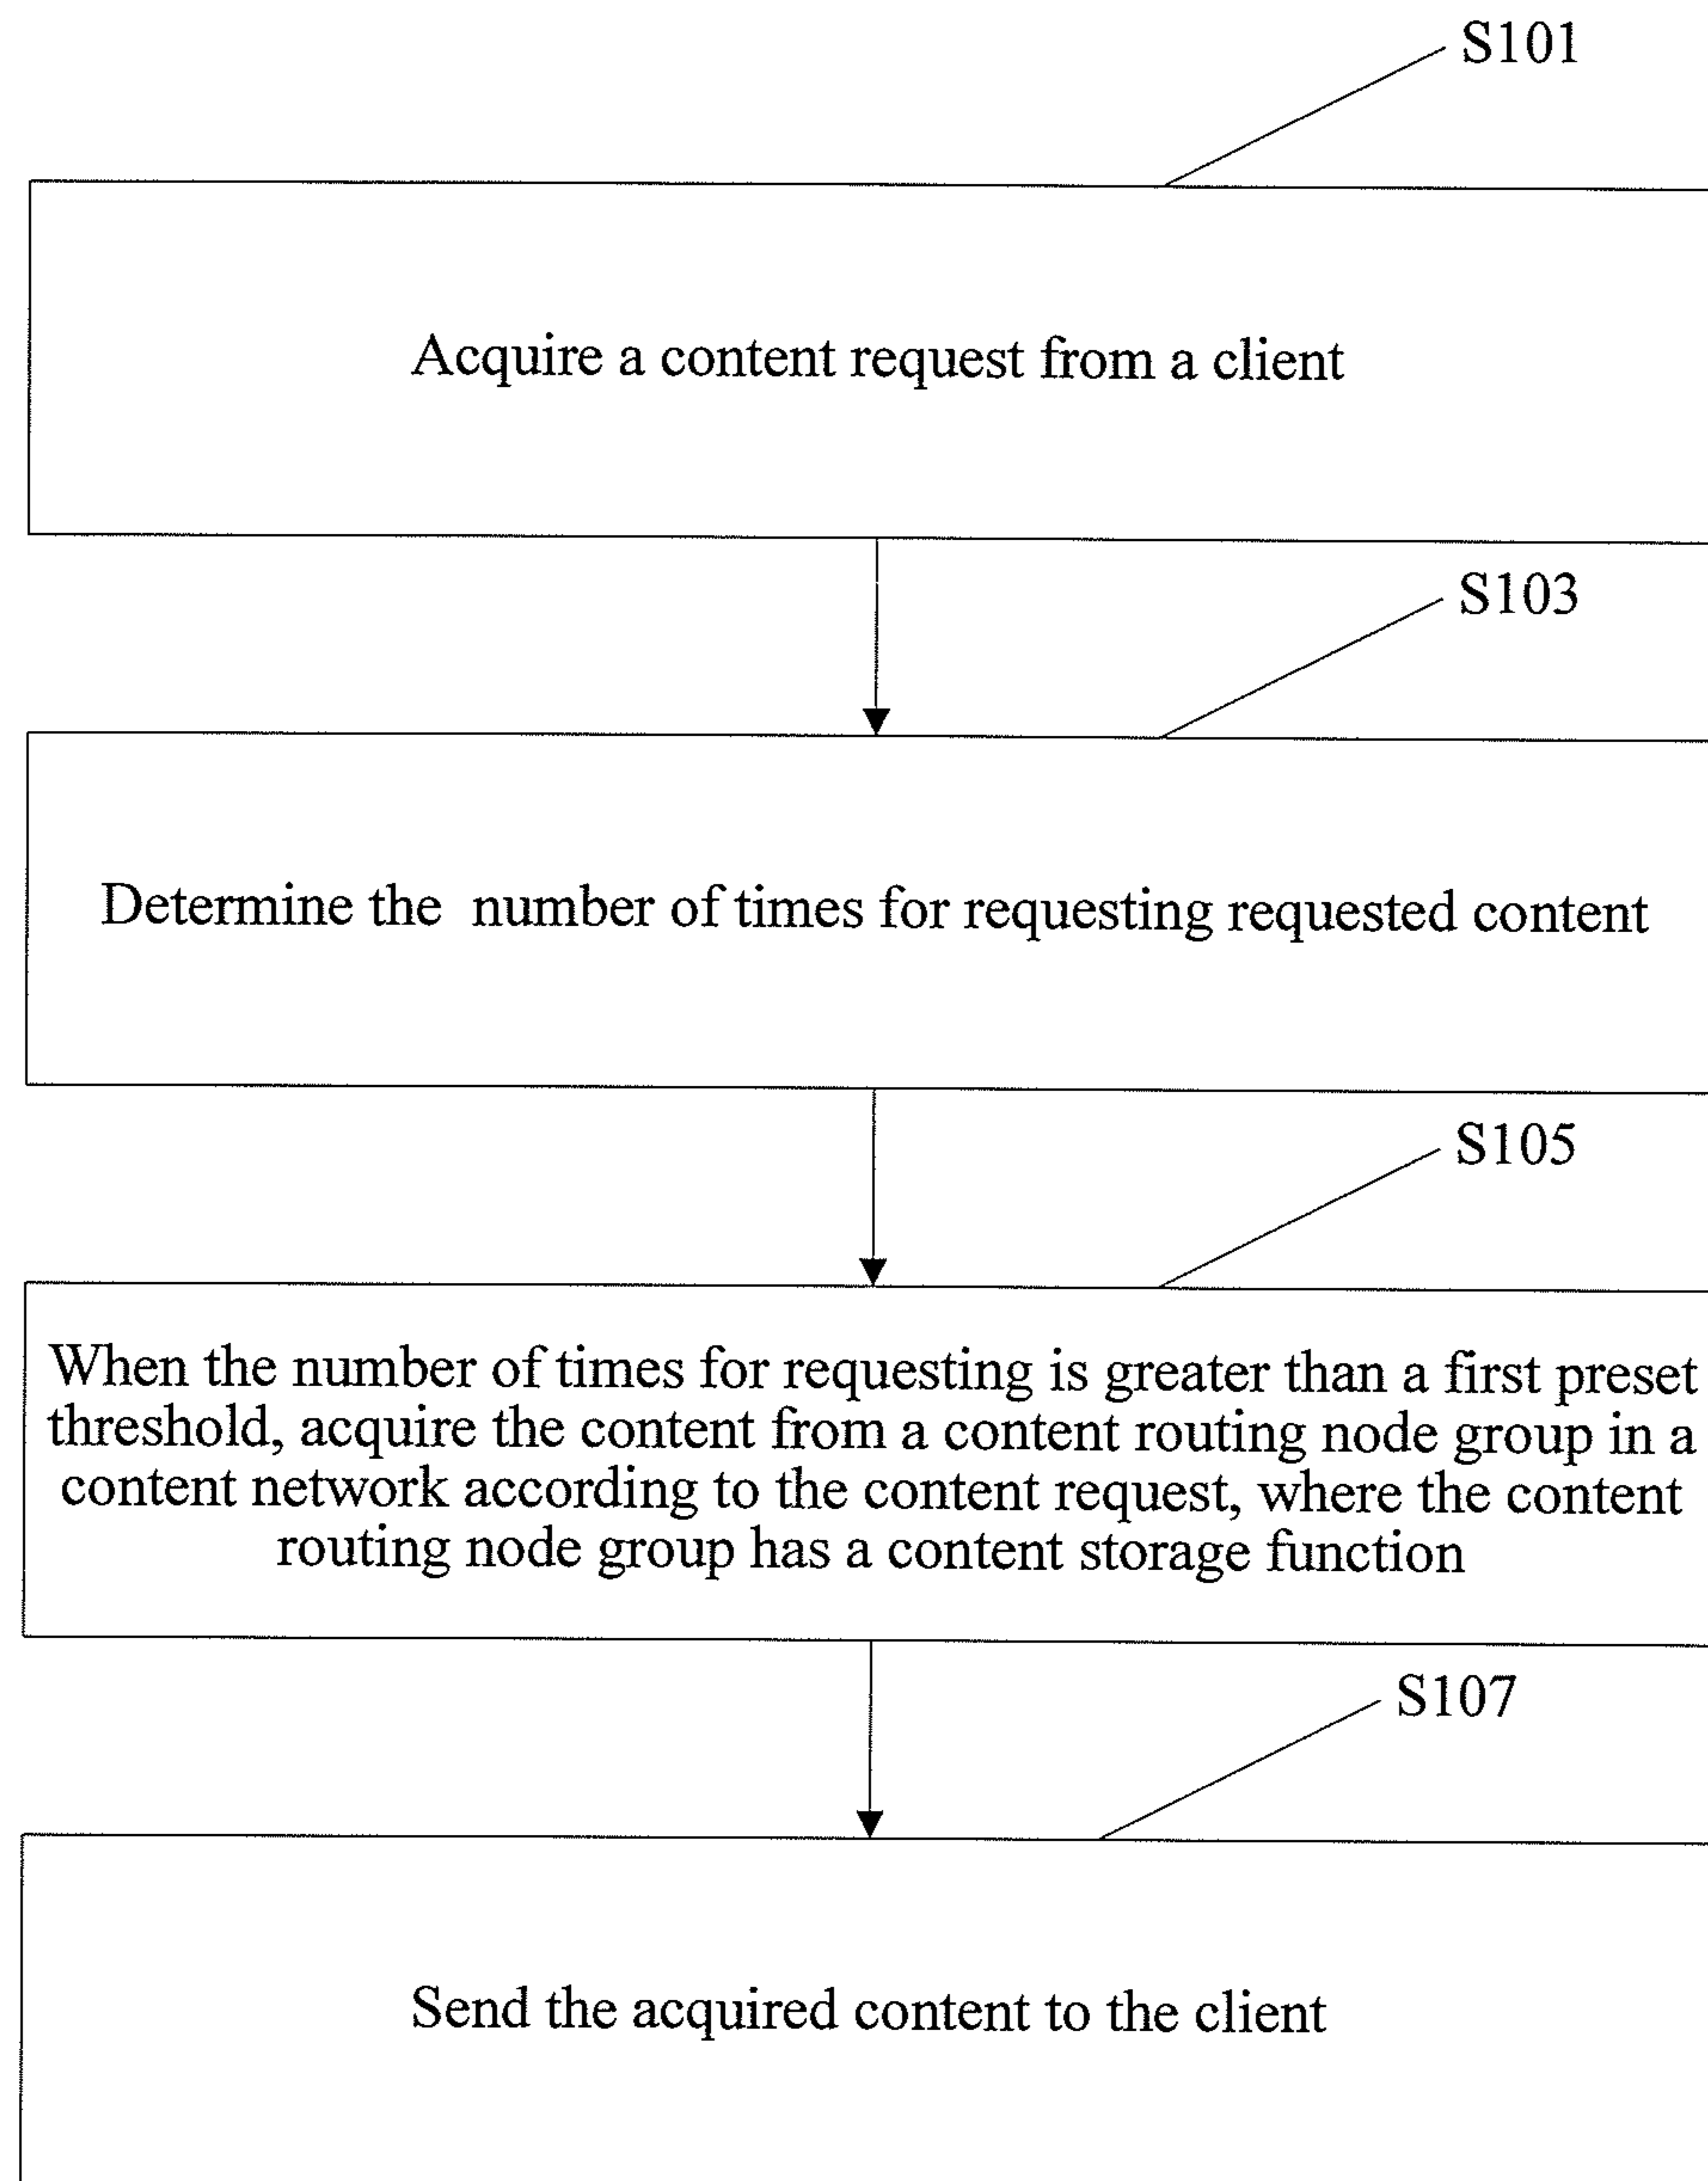 S101
Acquire a content request from a client
S103
Determine the number of times for requesting requested content
S105
When the number of times for requesting is greater than a first preset
threshold, acquire the content from a content routing node group in a
content network according to the content request, where the content
routing node group has a content storage function
S107
Send the acquired content to the client